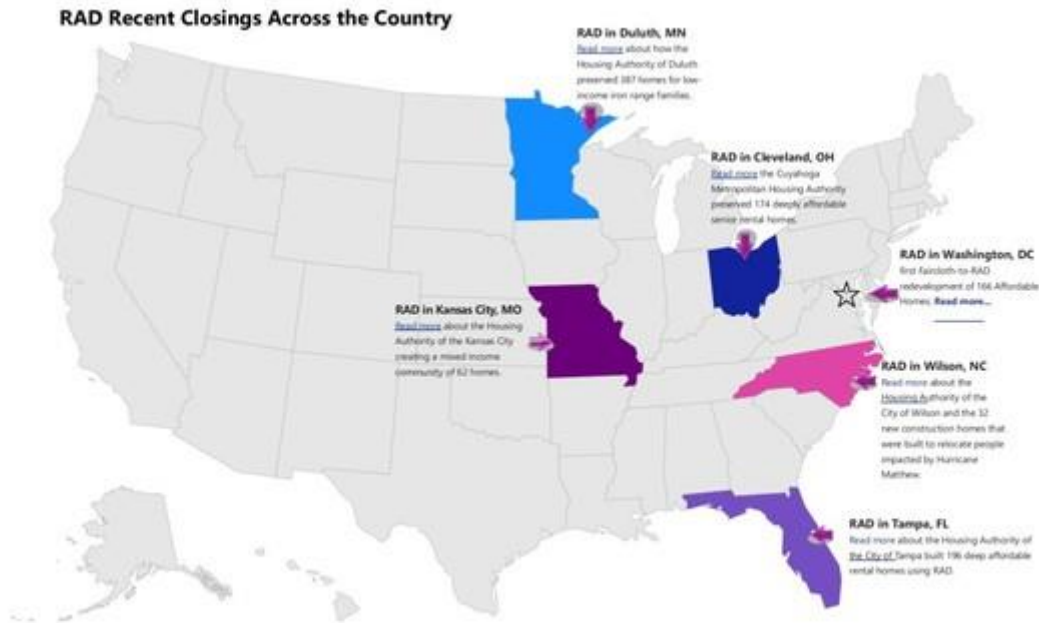 RAD Recent Closings Across the Country
RAD in Duluth, MN
Read more about how the
Housing Authority of Duluth
preserved 387 homes for low-
income iron range families.
RAD in Cleveland, OH
Read more the Cuyahoga
Metropolitan Housing Authority
preserved 174 deeply affordable
senior rental homes.
RAD in Washington, DC
first Faircloth-to-RAD
redevelopment of 166 Affordable
Homes. Read more...
RAD in Kansas City, MO
Read more about the Housing
Authority of the Kansas City
creating a mixed income
community of 62 homes.
RAD in Wilson, NC
Read more about the
Housing Authority of the
City of Wilson and the 32
new construction homes that
were built to relocate people
impacted by Hurricane
Matthew.
RAD in Tampa, FL
Read more about the Housing Authority of
the City of Tampa built 196 deep affordable
rental homes using RAD.